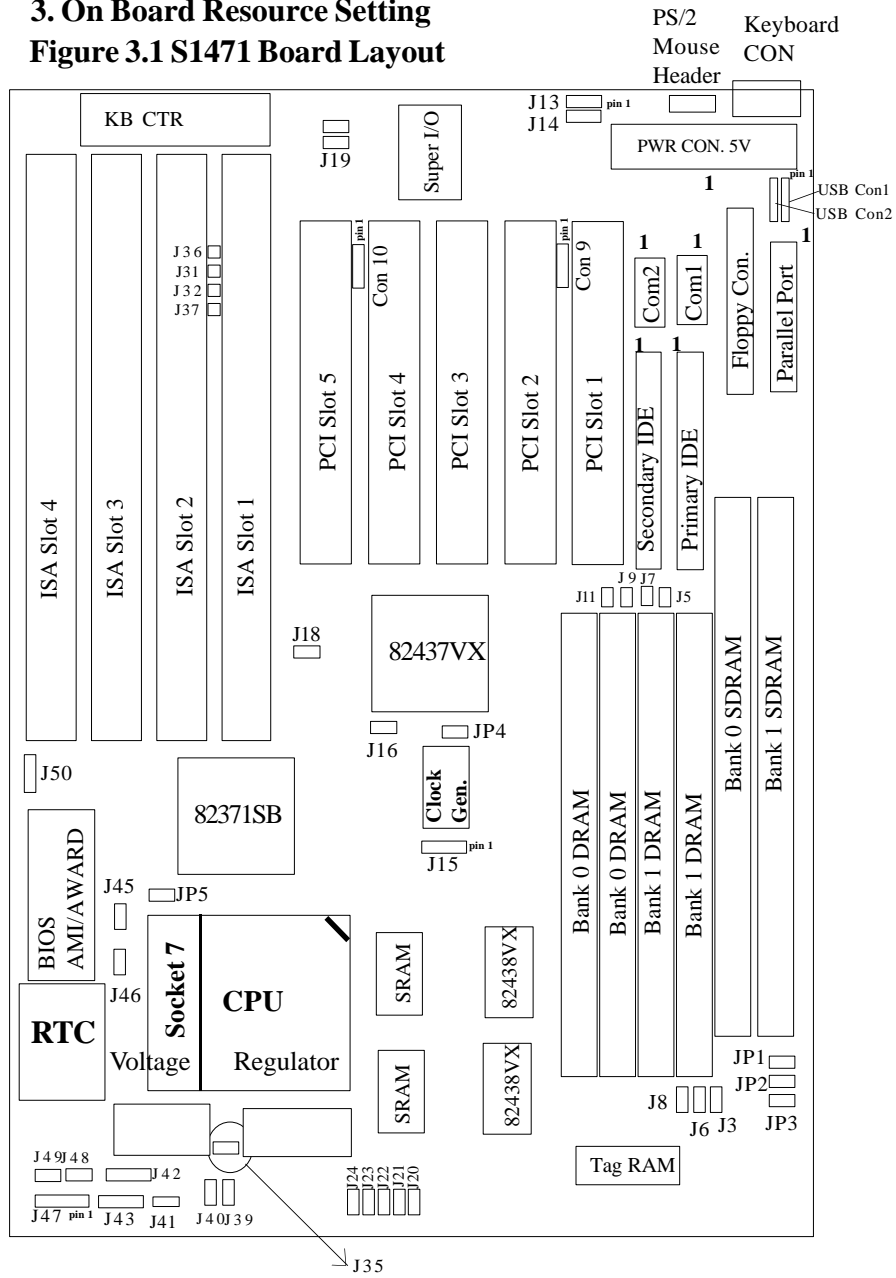 3. On Board Resource Setting
Figure 3.1 S1471 Board Layout
PS/2
Mouse
Header
Keyboard
CON
KB CTR
J19
Super I/O
J13
pin 1
J14
PWR CON. 5V
1
pin 1
USB Con1
USB Con2
J36
J31
J32
J37
pin 1
Con 10
pin 1
Con 9
1
Com2
1
Com1
Floppy Con.
1
Parallel Port
ISA Slot 4
ISA Slot 3
ISA Slot 2
ISA Slot 1
PCI Slot 5
PCI Slot 4
PCI Slot 3
PCI Slot 2
PCI Slot 1
1
Secondary IDE
1
Primary IDE
J11
J9
J7
J5
J18
82437VX
J16
JP4
Clock
Gen.
J15
pin 1
Bank 0 DRAM
Bank 0 DRAM
Bank 1 DRAM
Bank 1 DRAM
Bank 0 SDRAM
Bank 1 SDRAM
J50
82371SB
BIOS
AMI/AWARD
J45
JP5
J46
RTC
Socket 7
CPU
Voltage Regulator
SRAM
82438VX
SRAM
82438VX
JP1
JP2
JP3
J8
J6
J3
Tag RAM
J49
J48
J42
J47
pin 1
J43
J41
J40
J39
J24
J23
J22
J21
J20
J35